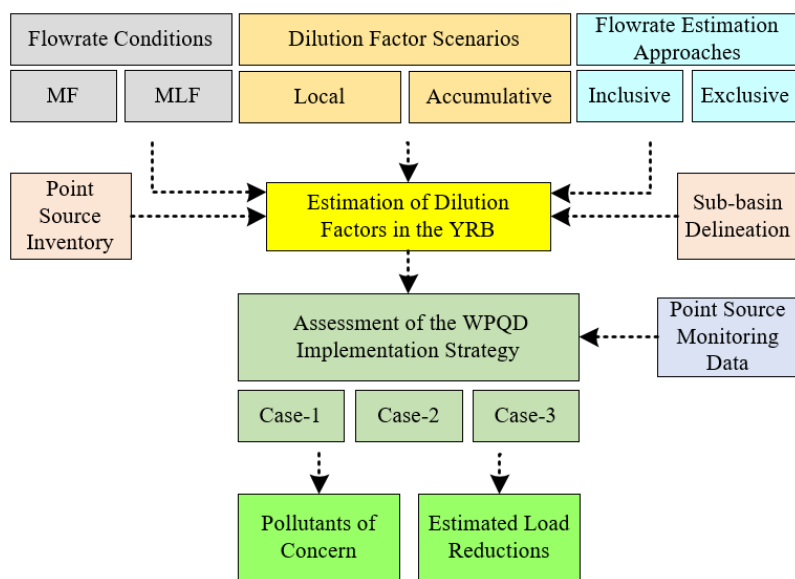 Flowrate Conditions
Dilution Factor Scenarios
Flowrate Estimation
Approaches
MF
MLF
Local
Accumulative
Inclusive
Exclusive
Point
Source
Inventory
Estimation of Dilution
Factors in the YRB
Sub-basin
Delineation
Assessment of the WPQD
Implementation Strategy
Point Source
Monitoring
Data
Case-1
Case-2
Case-3
Pollutants of
Concern
Estimated Load
Reductions